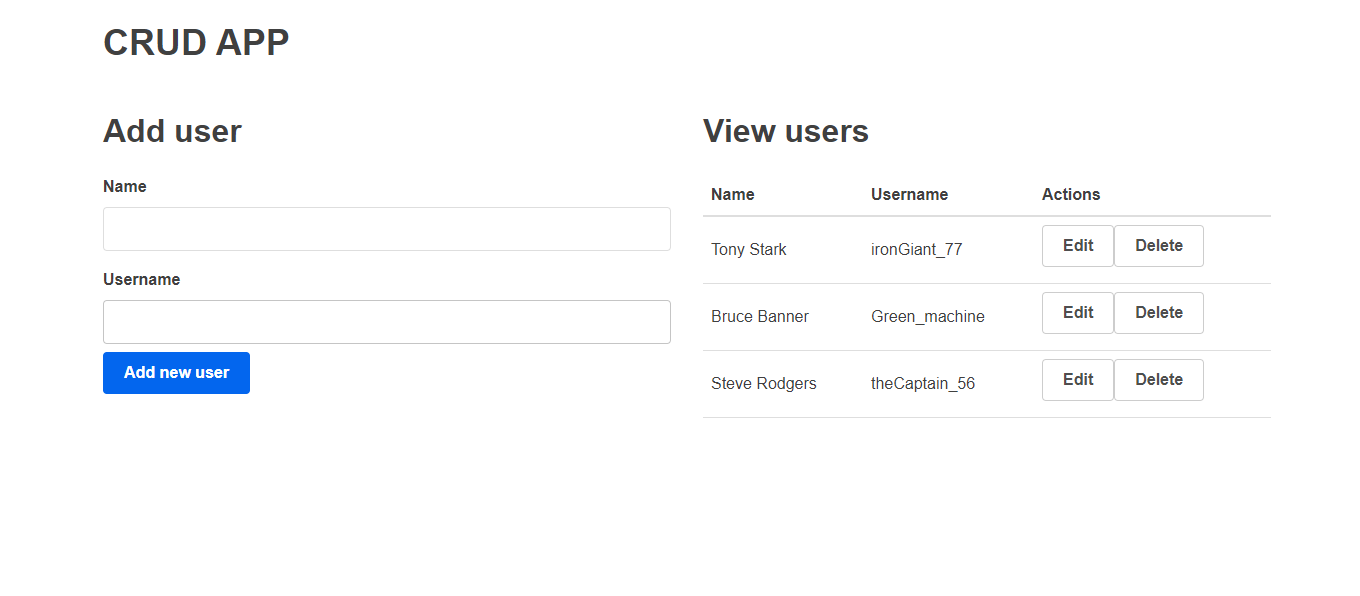 CRUD APP
Add user
Name
Username
Add new user
View users
Name Username Actions
Tony Stark ironGiant_77 Edit Delete
Bruce Banner Green_machine Edit Delete
Steve Rodgers theCaptain_56 Edit Delete